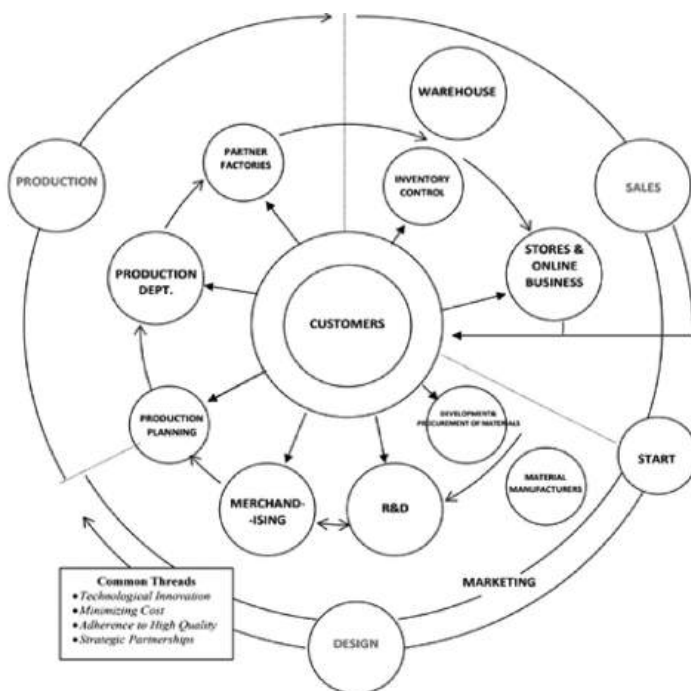 WAREHOUSE
PARTNER
FACTORIES
PRODUCTION
INVENTORY
CONTROL
SALES
STORES &
ONLINE
BUSINESS
PRODUCTION
DEPT.
CUSTOMERS
PRODUCTION
PLANNING
DEVELOPMENT&
PROCUREMENT OF MATERIALS
START
MATERIAL
MANUFACTURERS
MERCHAND-
-ISING
R&D
MARKETING
Common Threads
•Technological Innovation
•Minimizing Cost
•Adherence to High Quality
•Strategic Partnerships
DESIGN